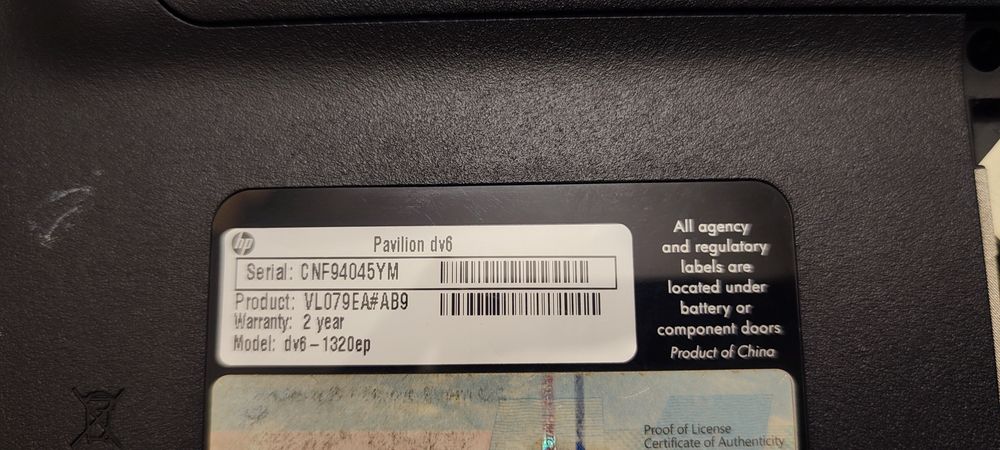 hp
Pavilion dv6
Serial: CNF94045YM
Product: VL079EA#AB9
Warranty: 2 year
Model: dv6-1320ep
All agency
and regulatory
labels are
located under
battery or
component doors
Product of China
Proof of License
Certificate of Authenticity